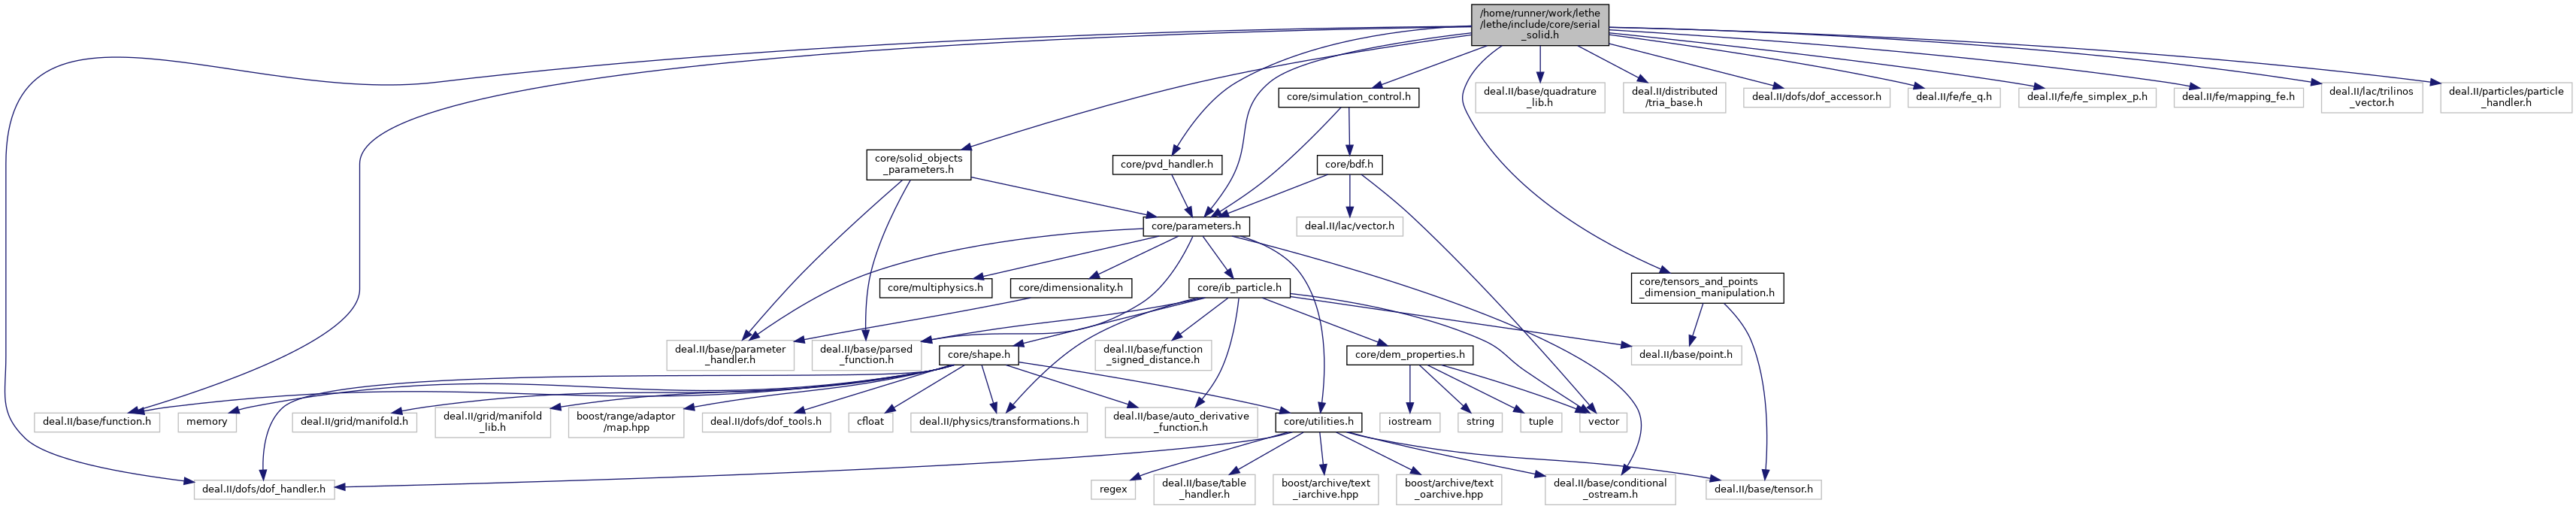 /home/runner/work/lethe
/lethe/include/core/serial
_solid.h
core/simulation_control.h
deal.II/base/quadrature
_lib.h
deal.II/distributed
/tria_base.h
deal.II/dofs/dof_accessor.h
deal.II/fe/fe_q.h
deal.II/fe/fe_simplex_p.h
deal.II/fe/mapping_fe.h
deal.II/lac/trilinos
_vector.h
deal.II/particles/particle
_handler.h
core/solid_objects
_parameters.h
core/pvd_handler.h
core/bdf.h
core/parameters.h
deal.II/lac/vector.h
core/multiphysics.h
core/dimensionality.h
core/ib_particle.h
core/tensors_and_points
_dimension_manipulation.h
deal.II/base/parameter
_handler.h
deal.II/base/parsed
_function.h
core/shape.h
deal.II/base/function
_signed_distance.h
core/dem_properties.h
deal.II/base/point.h
deal.II/base/function.h
memory
deal.II/grid/manifold.h
deal.II/grid/manifold
_lib.h
boost/range/adaptor
/map.hpp
deal.II/dofs/dof_tools.h
cfloat
deal.II/physics/transformations.h
deal.II/base/auto_derivative
_function.h
core/utilities.h
iostream
string
tuple
vector
deal.II/dofs/dof_handler.h
regex
deal.II/base/table
_handler.h
boost/archive/text
_iarchive.hpp
boost/archive/text
_oarchive.hpp
deal.II/base/conditional
_ostream.h
deal.II/base/tensor.h